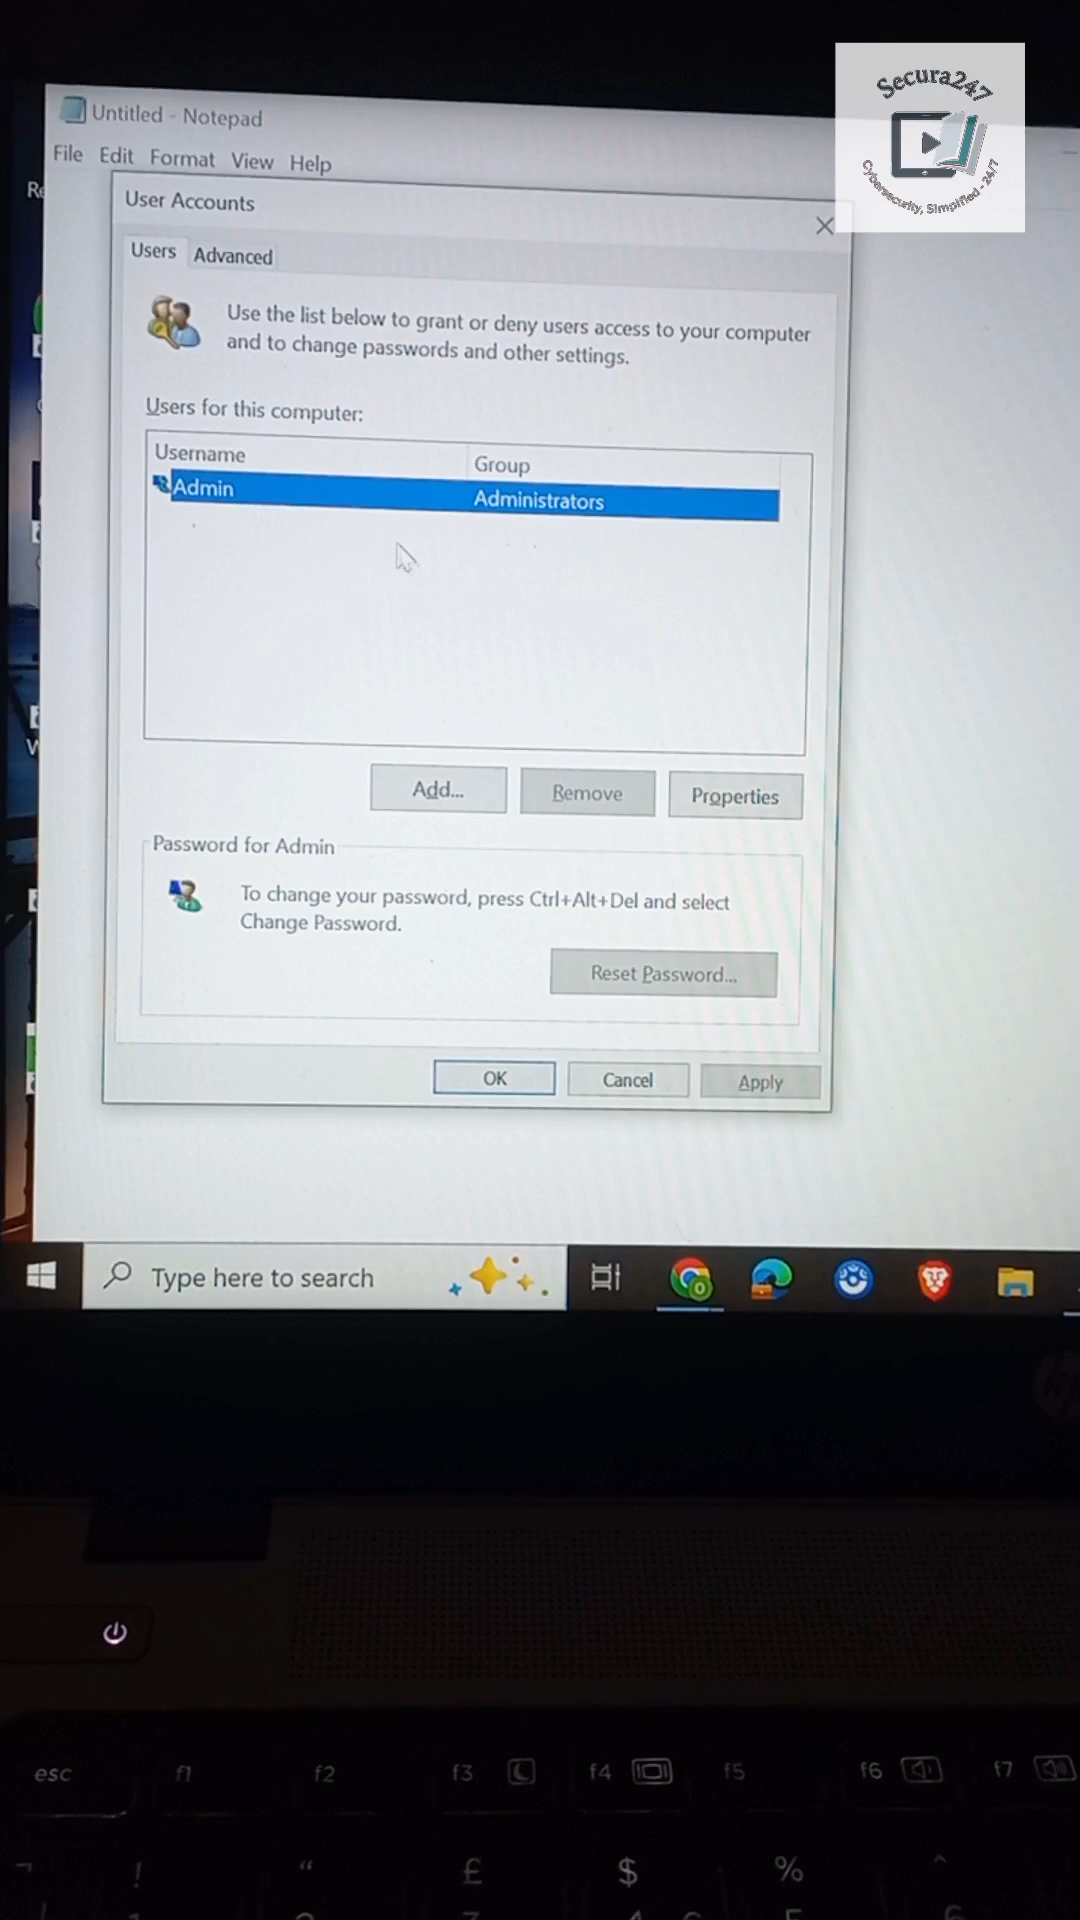 Secura247
Cybersecurity, Simplified - 24/7
Untitled - Notepad
File Edit Format View Help
Re
User Accounts
Users Advanced
Use the list below to grant or deny users access to your computer
and to change passwords and other settings.
Users for this computer:
Username Group
Admin Administrators
Add... Remove Properties
Password for Admin
To change your password, press Ctrl+Alt+Del and select
Change Password.
Reset Password...
OK Cancel Apply
Type here to search
esc f1 f2 f3 f4 f5 f6 f7
! " £ $ % ^